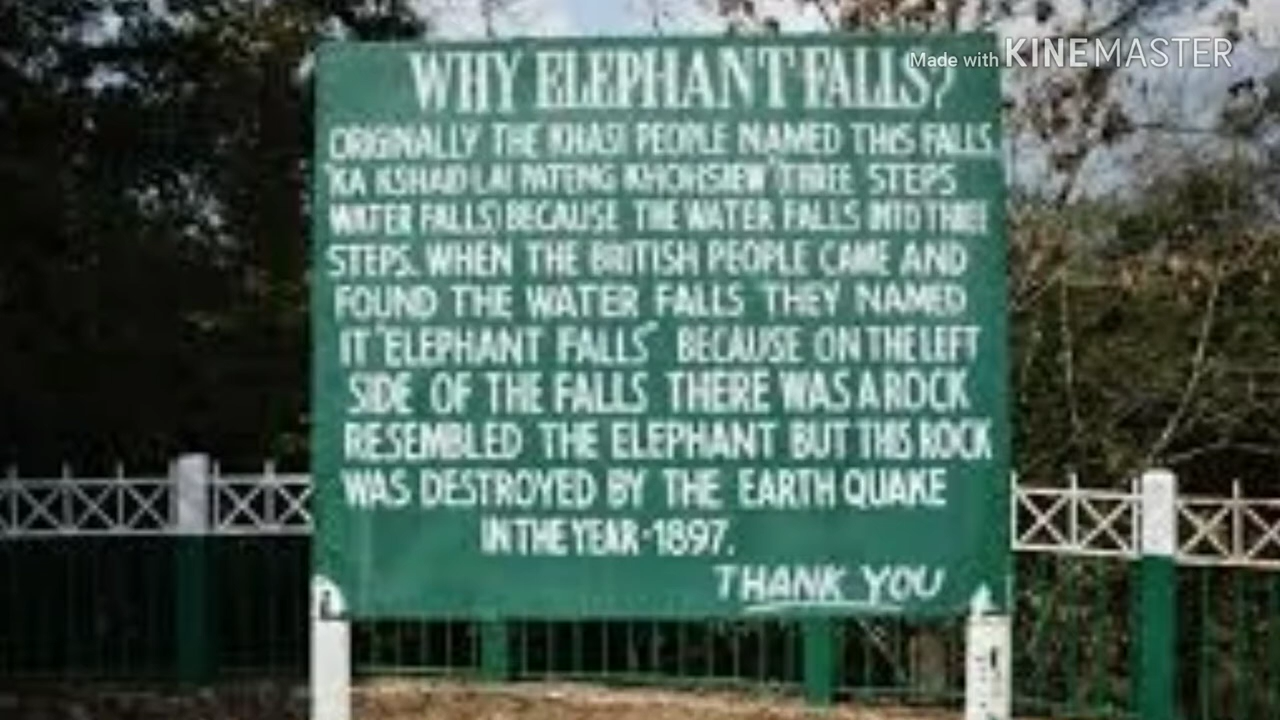 Made with KINEMASTER
WHY ELEPHANT FALLS?
ORIGINALLY THE KHASI PEOPLE NAMED THIS FALLS.
"KA KSHAID LAI PATENG KHOHSIEW" (THREE STEPS
WATER FALLS) BECAUSE THE WATER FALLS INTO THREE
STEPS. WHEN THE BRITISH PEOPLE CAME AND
FOUND THE WATER FALLS THEY NAMED
IT "ELEPHANT FALLS" BECAUSE ON THE LEFT
SIDE OF THE FALLS THERE WAS A ROCK
RESEMBLED THE ELEPHANT BUT THIS ROCK
WAS DESTROYED BY THE EARTH QUAKE
IN THE YEAR-1897.
THANK YOU